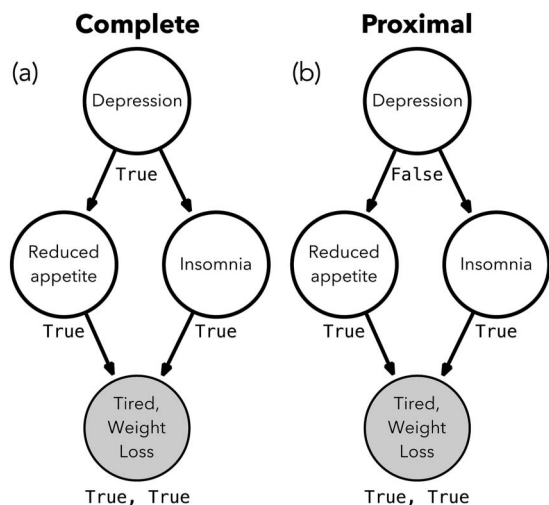 Complete
Proximal
(a)
(b)
Depression
Depression
True
False
Reduced
appetite
Insomnia
Reduced
appetite
Insomnia
True
True
True
True
Tired,
Weight
Loss
Tired,
Weight
Loss
True, True
True, True